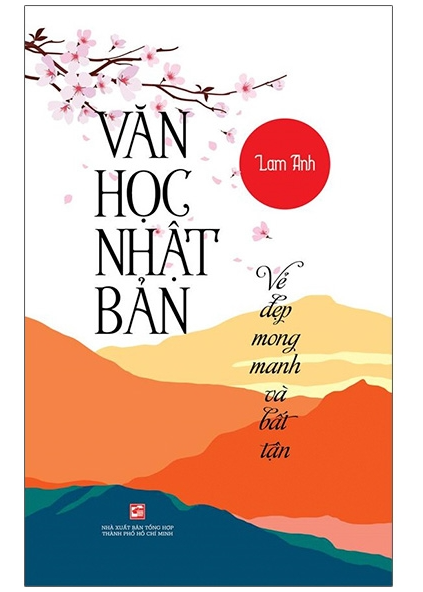 VĂN
HỌC
NHẬT
BẢN
Lam Anh
Vẻ
đẹp
mong
manh
và
bất
tận
NHÀ XUẤT BẢN TỔNG HỢP
THÀNH PHỐ HỒ CHÍ MINH